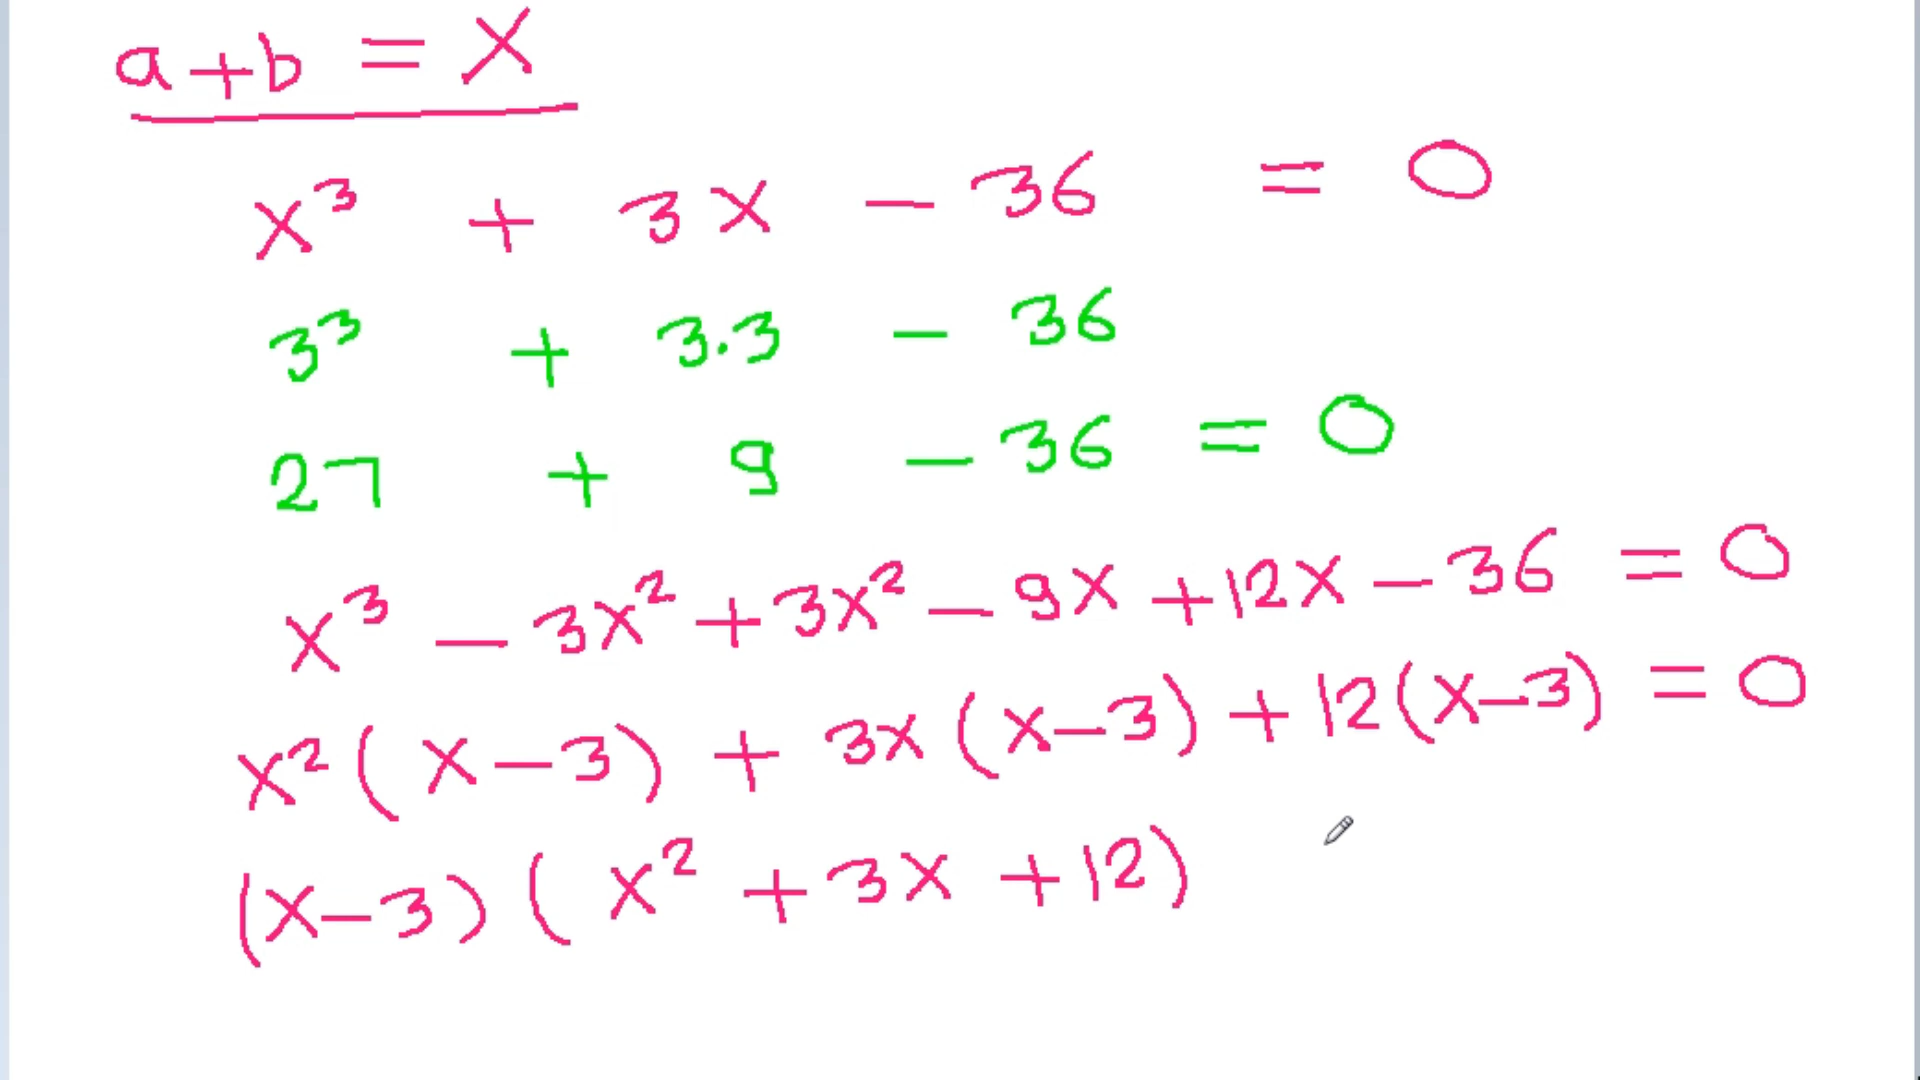 a+b = x
x³ + 3x - 36 = 0
3³ + 3.3 - 36
27 + 9 - 36 = 0
x³ - 3x² + 3x² - 9x + 12x - 36 = 0
x²(x-3) + 3x(x-3) + 12(x-3) = 0
(x-3)(x² + 3x + 12)